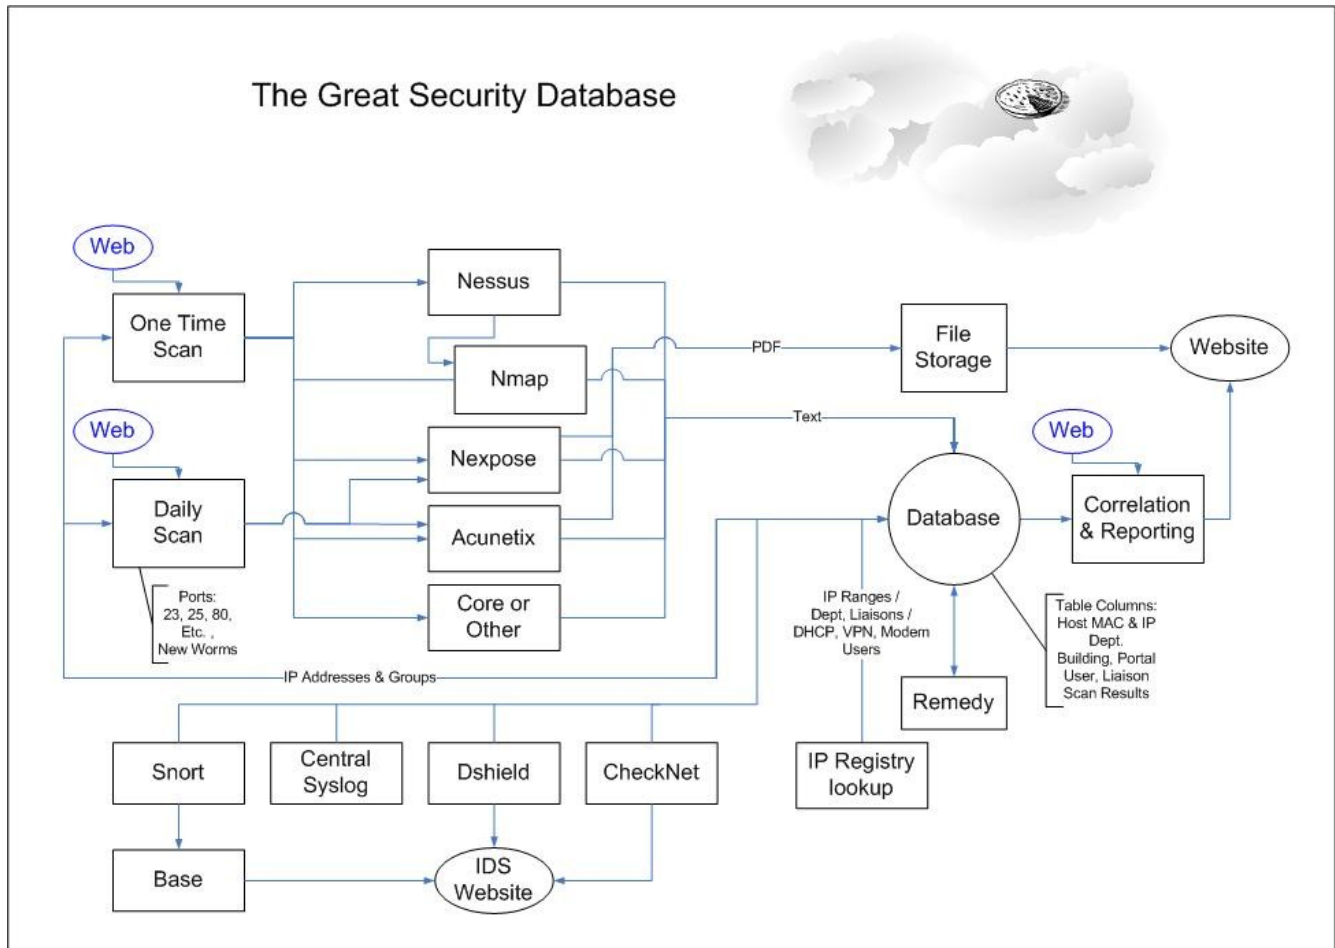 The Great Security Database
Web
One Time
Scan
Nessus
Nmap
PDF
File
Storage
Website
Web
Daily
Scan
Nexpose
Acunetix
Core or
Other
Text
Web
Database
Correlation
& Reporting
Ports:
23, 25, 80,
Etc. ,
New Worms
IP Addresses & Groups
IP Ranges /
Dept, Liaisons /
DHCP, VPN, Modem
Users
Table Columns:
Host MAC & IP
Dept.
Building, Portal
User, Liaison
Scan Results
Remedy
Snort
Central
Syslog
Dshield
CheckNet
IP Registry
lookup
Base
IDS
Website